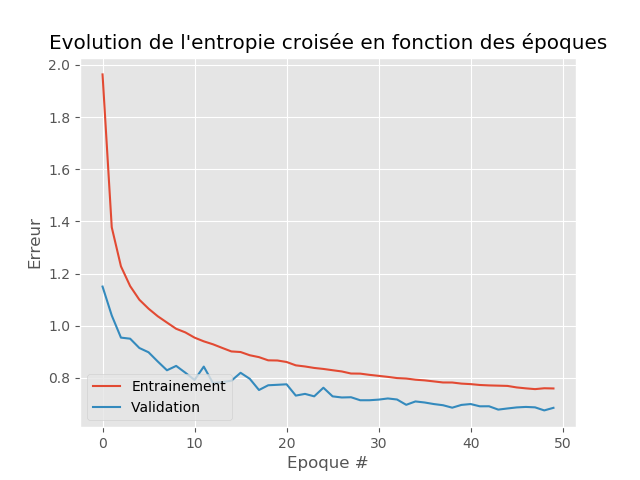 Evolution de l'entropie croisée en fonction des époques
2.0
1.8
1.6
1.4
1.2
1.0
0.8
Erreur
Entrainement
Validation
0 10 20 30 40 50
Epoque #